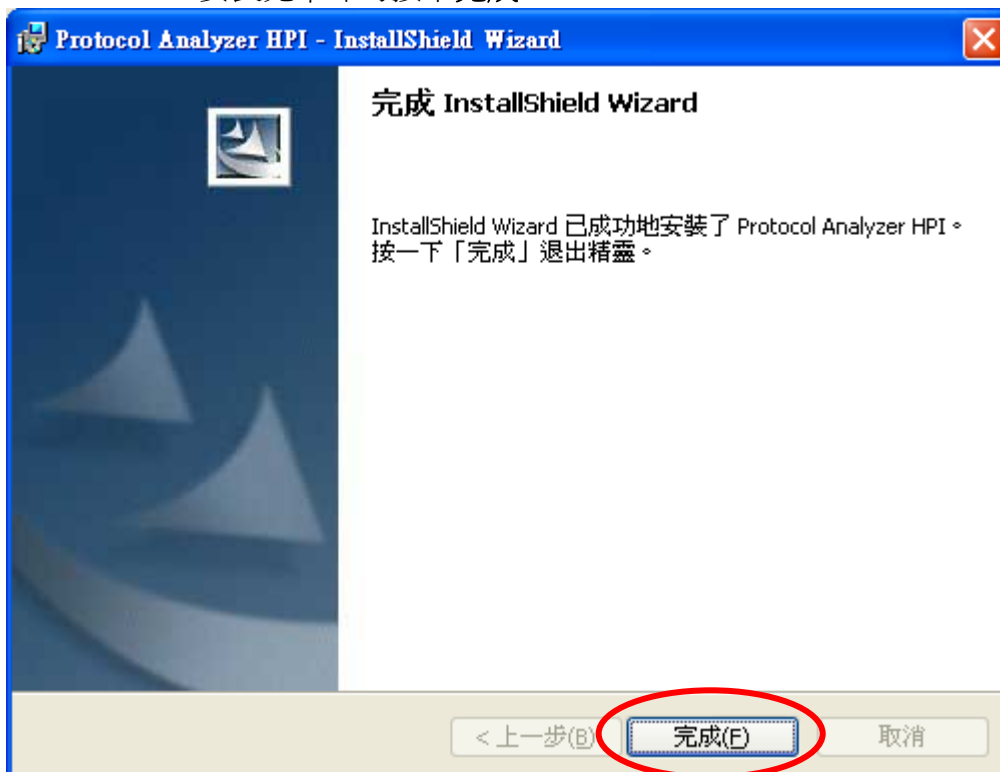 Protocol Analyzer HPI - InstallShield Wizard
完成 InstallShield Wizard
InstallShield Wizard 已成功地安裝了 Protocol Analyzer HPI。
按一下「完成」退出精靈。
<上一步(B) 完成(F) 取消